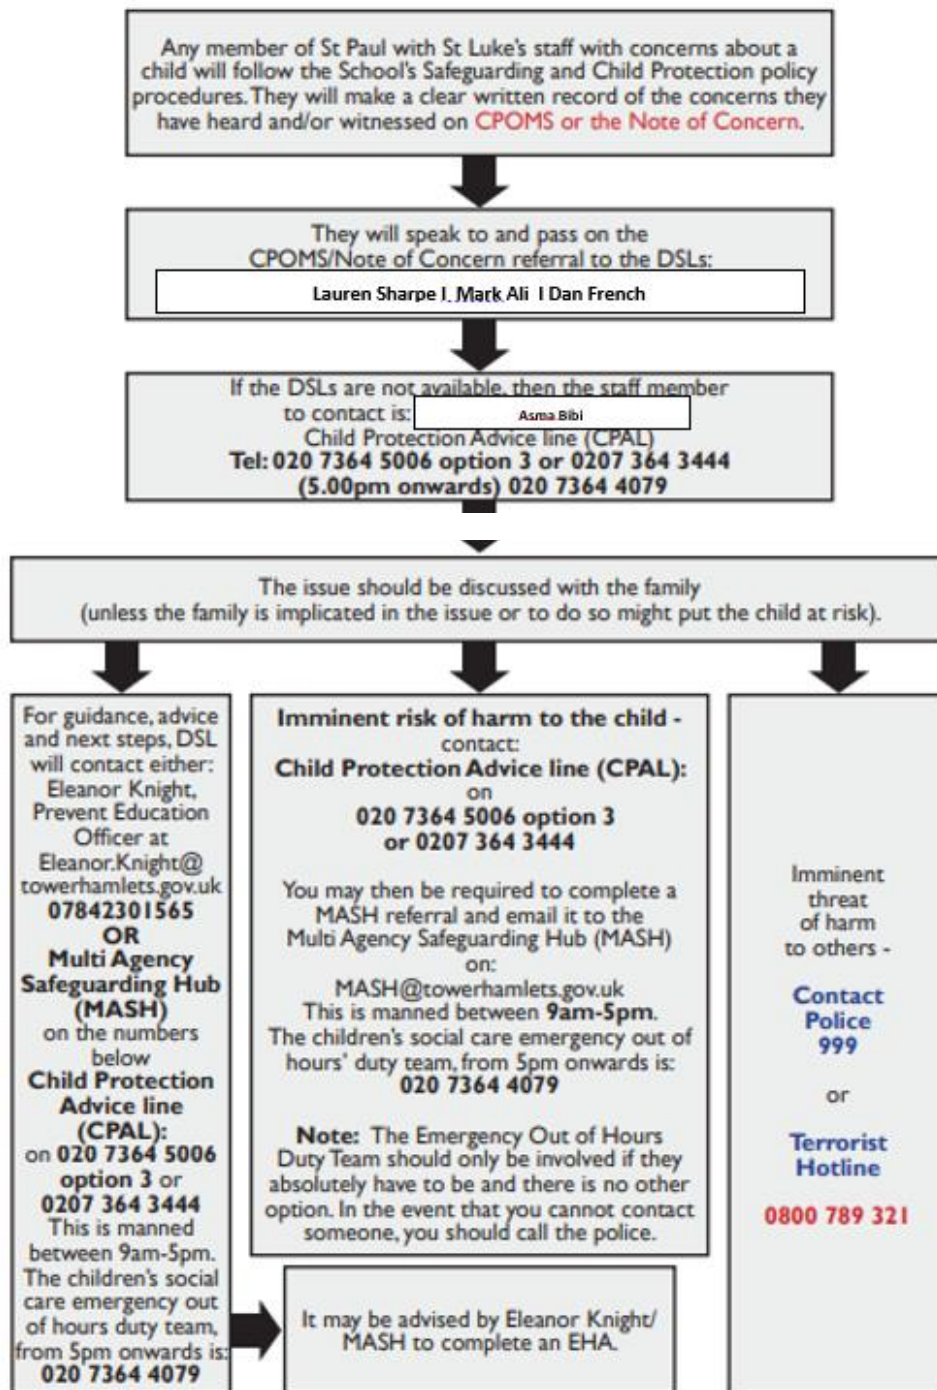 Any member of St Paul with St Luke's staff with concerns about a
child will follow the School's Safeguarding and Child Protection policy
procedures. They will make a clear written record of the concerns they
have heard and/or witnessed on CPOMS or the Note of Concern.
They will speak to and pass on the
CPOMS/Note of Concern referral to the DSLs:
Lauren Sharpe I Mark Ali I Dan French
If the DSLs are not available, then the staff member
to contact is: Asma Bibi
Child Protection Advice line (CPAL)
Tel: 020 7364 5006 option 3 or 0207 364 3444
(5.00pm onwards) 020 7364 4079
The issue should be discussed with the family
(unless the family is implicated in the issue or to do so might put the child at risk).
For guidance, advice
and next steps, DSL
will contact either:
Eleanor Knight,
Prevent Education
Officer at
Eleanor.Knight@
towerhamlets.gov.uk
07842301565
OR
Multi Agency
Safeguarding Hub
(MASH)
on the numbers
below
Child Protection
Advice line
(CPAL):
on 020 7364 5006
option 3 or
0207 364 3444
This is manned
between 9am-5pm.
The children's social
care emergency out
of hours duty team,
from 5pm onwards is:
020 7364 4079
Imminent risk of harm to the child -
contact:
Child Protection Advice line (CPAL):
on
020 7364 5006 option 3
or 0207 364 3444
You may then be required to complete a
MASH referral and email it to the
Multi Agency Safeguarding Hub (MASH)
on:
MASH@towerhamlets.gov.uk
This is manned between 9am-5pm.
The children's social care emergency out of
hours' duty team, from 5pm onwards is:
020 7364 4079
Note: The Emergency Out of Hours
Duty Team should only be involved if they
absolutely have to be and there is no other
option. In the event that you cannot contact
someone, you should call the police.
It may be advised by Eleanor Knight/
MASH to complete an EHA.
Imminent
threat
of harm
to others -
Contact
Police
999
or
Terrorist
Hotline
0800 789 321